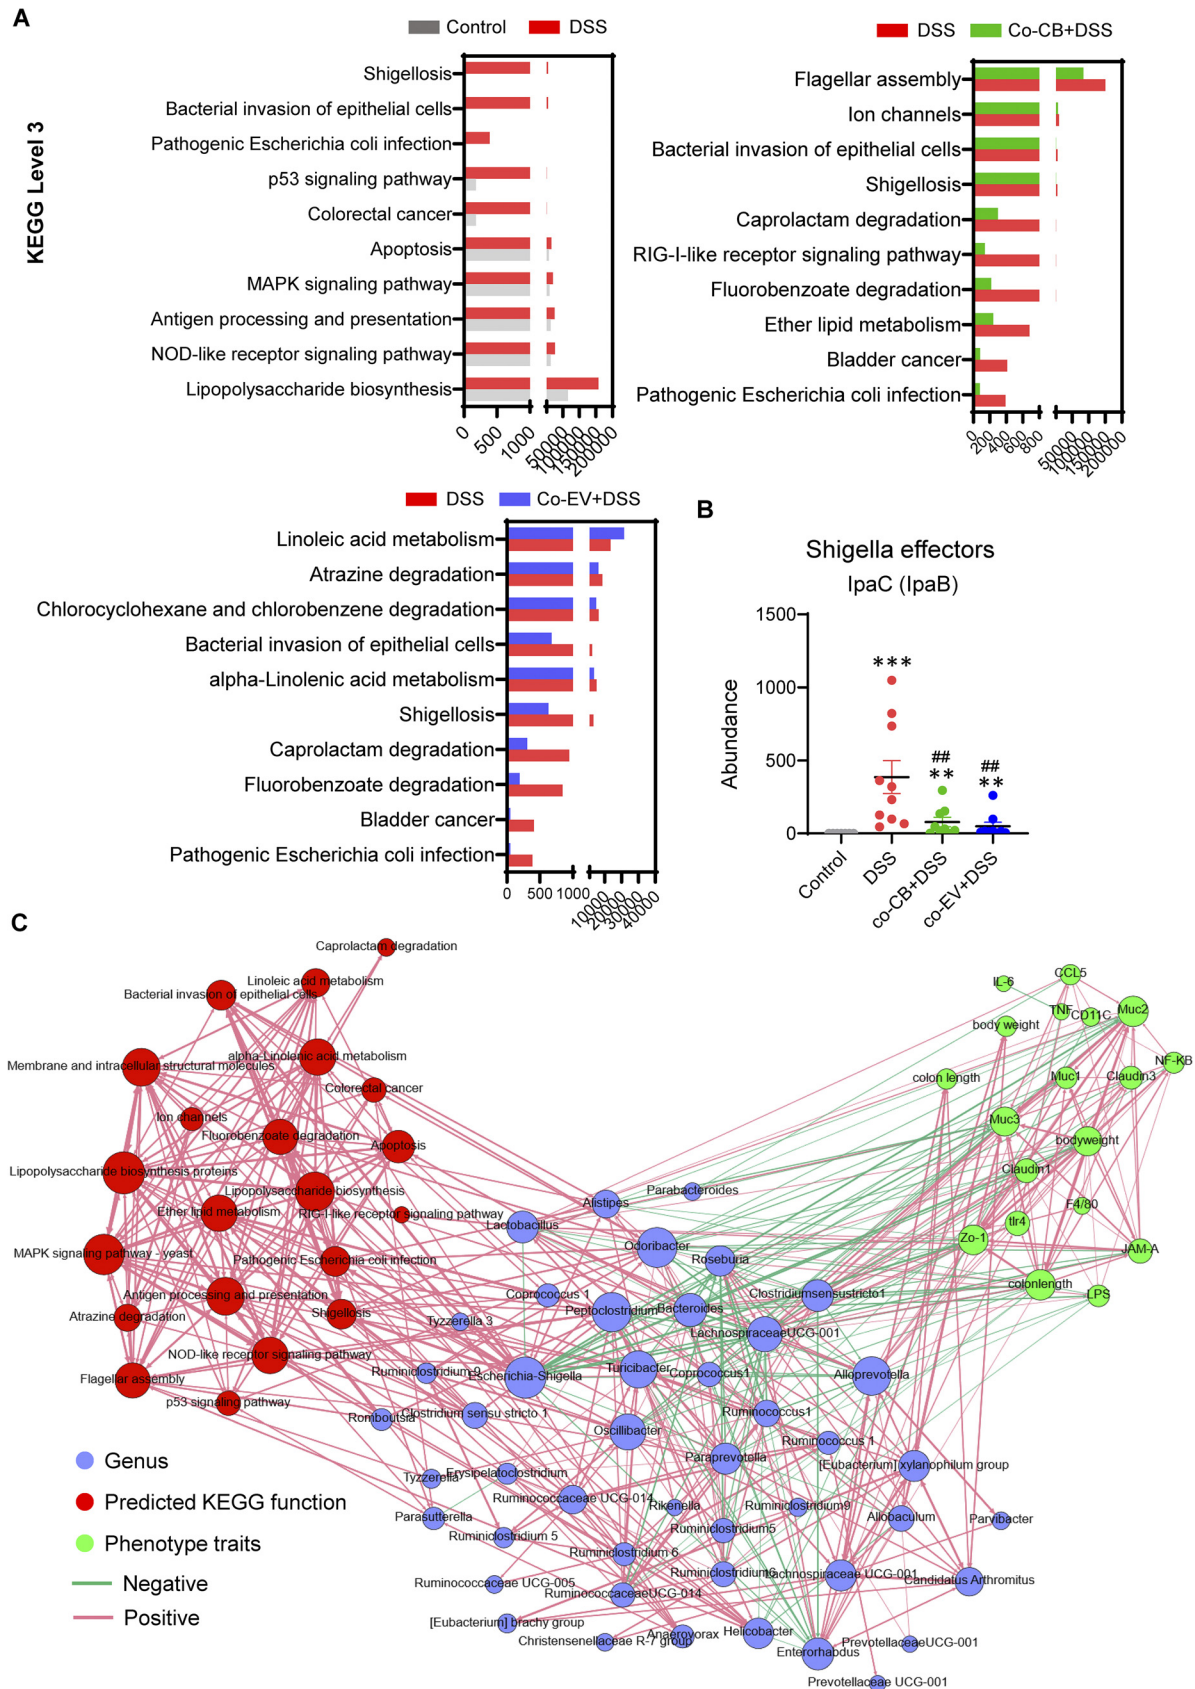 A
KEGG Level 3
Control DSS
Shigellosis
Bacterial invasion of epithelial cells
Pathogenic Escherichia coli infection
p53 signaling pathway
Colorectal cancer
Apoptosis
MAPK signaling pathway
Antigen processing and presentation
NOD-like receptor signaling pathway
Lipopolysaccharide biosynthesis
0 500 1000 50000 100000 150000 200000
DSS Co-CB+DSS
Flagellar assembly
Ion channels
Bacterial invasion of epithelial cells
Shigellosis
Caprolactam degradation
RIG-I-like receptor signaling pathway
Fluorobenzoate degradation
Ether lipid metabolism
Bladder cancer
Pathogenic Escherichia coli infection
0 200 400 600 800 50000 100000 150000 200000
DSS Co-EV+DSS
Linoleic acid metabolism
Atrazine degradation
Chlorocyclohexane and chlorobenzene degradation
Bacterial invasion of epithelial cells
alpha-Linolenic acid metabolism
Shigellosis
Caprolactam degradation
Fluorobenzoate degradation
Bladder cancer
Pathogenic Escherichia coli infection
0 500 1000 10000 20000 30000 40000
B
Shigella effectors
IpaC (IpaB)
Abundance
1500
1000
500
0
***
##
**
##
**
Control
DSS
co-CB+DSS
co-EV+DSS
C
Caprolactam degradation
Linoleic acid metabolism
Bacterial invasion of epithelial cells
alpha-Linolenic acid metabolism
Membrane and intracellular structural molecules
Colorectal cancer
Ion channels
Fluorobenzoate degradation
Apoptosis
Lipopolysaccharide biosynthesis proteins
Lipopolysaccharide biosynthesis
Ether lipid metabolism
RIG-I-like receptor signaling pathway
MAPK signaling pathway - yeast
Pathogenic Escherichia coli infection
Antigen processing and presentation
Atrazine degradation
Shigellosis
NOD-like receptor signaling pathway
Flagellar assembly
p53 signaling pathway
CCL5
IL-6
TNF
CD11C
Muc2
body weight
NF-KB
colon length
Muc1
Claudin3
Muc3
bodyweight
Claudin1
F4/80
tlr4
Zo-1
JAM-A
colonlength
LPS
Parabacteroides
Alistipes
Lactobacillus
Odoribacter
Roseburia
Coprococcus 1
Clostridiumsensustricto1
Peptoclostridium
Bacteroides
Tyzzerella 3
LachnospiraceaeUCG-001
Ruminiclostridium 9
Escherichia-Shigella
Turicibacter
Coprococcus1
Alloprevotella
Romboutsia
Clostridium sensu stricto 1
Ruminococcus1
Oscillibacter
Ruminococcus 1
Paraprevotella
[Eubacterium] xylanophilum group
Tyzzerella
Erysipelatoclostridium
Ruminococcaceae UCG-014
Rikenella
Ruminiclostridium9
Parasutterella
Allobaculum
Parvibacter
Ruminiclostridium 5
Ruminiclostridium5
Ruminiclostridium 6
Ruminiclostridium6
Lachnospiraceae UCG-001
Candidatus Arthromitus
Ruminococcaceae UCG-005
RuminococcaceaeUCG-014
[Eubacterium] brachy group
Christensenellaceae R-7 group
Anaerovorax
Helicobacter
Enterorhabdus
PrevotellaceaeUCG-001
Prevotellaceae UCG-001
Genus
Predicted KEGG function
Phenotype traits
Negative
Positive